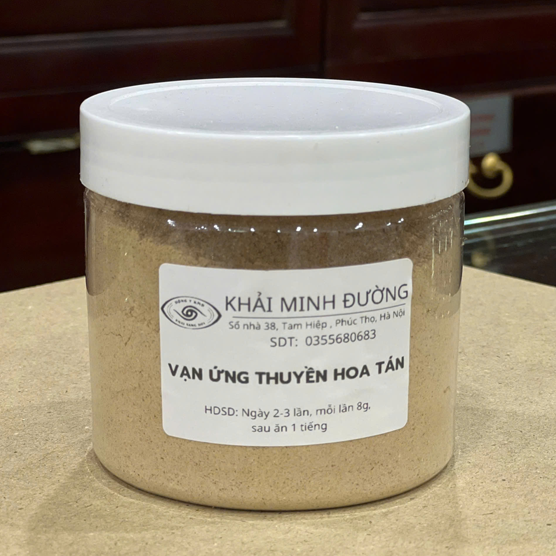 KHẢI MINH ĐƯỜNG
Số nhà 38, Tam Hiệp , Phúc Thọ, Hà Nội
SDT: 0355680683
VẠN ỨNG THUYỀN HOA TÁN
HDSD: Ngày 2-3 lần, mỗi lần 8g,
sau ăn 1 tiếng